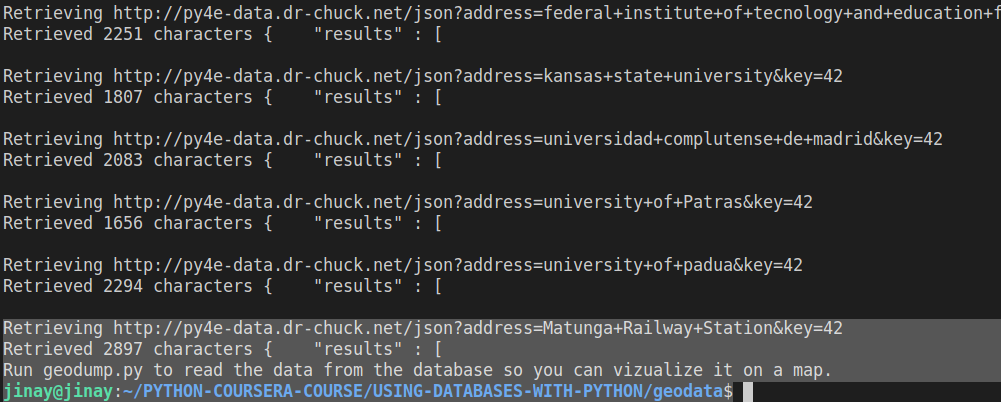 Retrieving http://py4e-data.dr-chuck.net/json?address=federal+institute+of+tecnology+and+education+f
Retrieved 2251 characters {    "results" : [
Retrieving http://py4e-data.dr-chuck.net/json?address=kansas+state+university&key=42
Retrieved 1807 characters {    "results" : [
Retrieving http://py4e-data.dr-chuck.net/json?address=universidad+complutense+de+madrid&key=42
Retrieved 2083 characters {    "results" : [
Retrieving http://py4e-data.dr-chuck.net/json?address=university+of+Patras&key=42
Retrieved 1656 characters {    "results" : [
Retrieving http://py4e-data.dr-chuck.net/json?address=university+of+padua&key=42
Retrieved 2294 characters {    "results" : [
Retrieving http://py4e-data.dr-chuck.net/json?address=Matunga+Railway+Station&key=42
Retrieved 2897 characters {    "results" : [
Run geodump.py to read the data from the database so you can vizualize it on a map.
jinay@jinay:~/PYTHON-COURSERA-COURSE/USING-DATABASES-WITH-PYTHON/geodata$